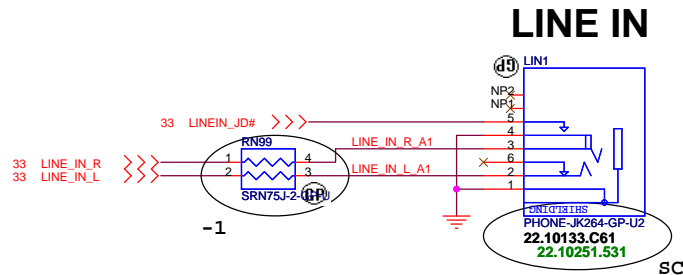 LINE IN
GP
LIN1
NP2
NP1
33 LINEIN_JD#
5
4
RN99
LINE_IN_R_A1
3
33 LINE_IN_R
1
4
6
33 LINE_IN_L
2
3
LINE_IN_L_A1
2
1
SRN75J-2-GP-U
GP
SHIELDING
-1
PHONE-JK264-GP-U2
22.10133.C61
22.10251.531
SC